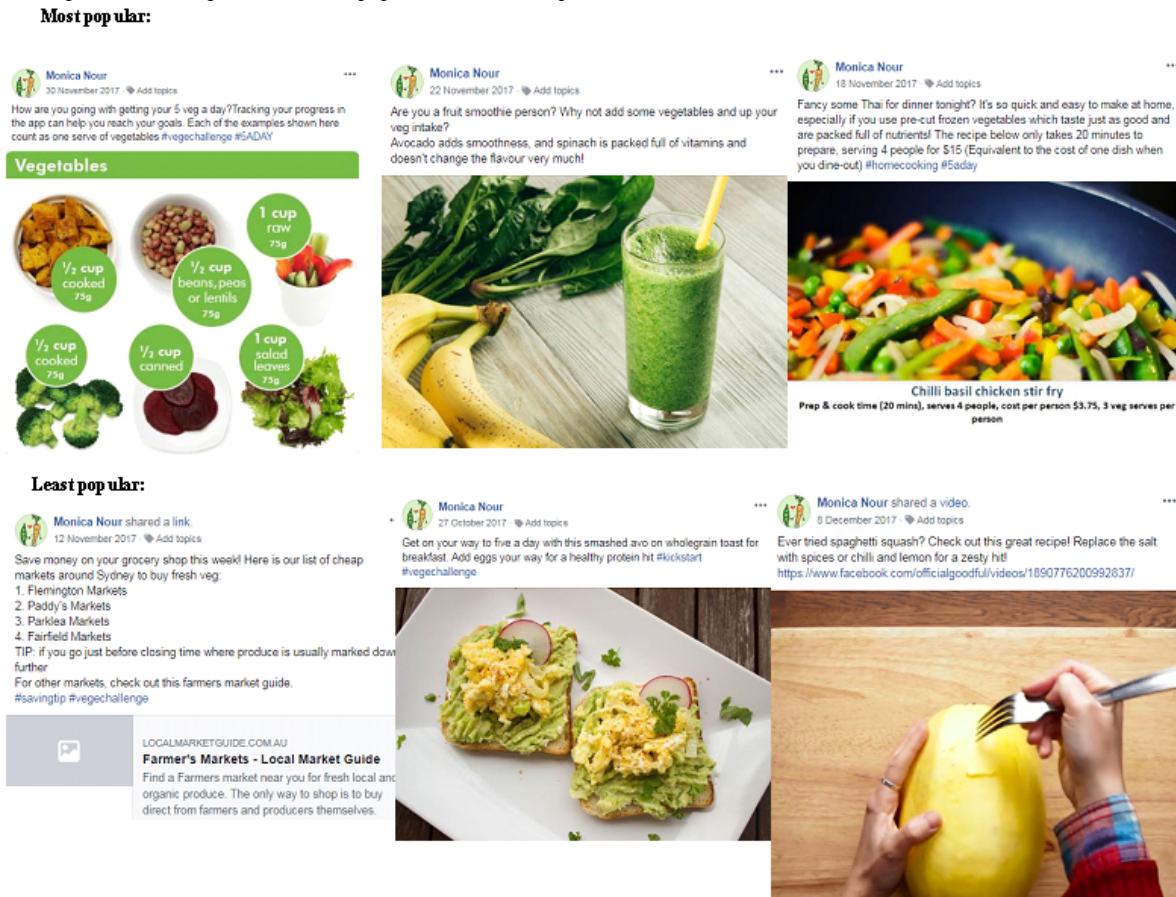 Most popular:
Monica Nour
30 November 2017 · Add topics
How are you going with getting your 5 veg a day?Tracking your progress in
the app can help you reach your goals. Each of the examples shown here
count as one serve of vegetables #vegechallenge #5ADAY
Vegetables
1 cup
raw
75g
½ cup
cooked
75g
½ cup
beans, peas
or lentils
75g
½ cup
cooked
75g
½ cup
canned
1 cup
salad
leaves
75g
Monica Nour
22 November 2017 · Add topics
Are you a fruit smoothie person? Why not add some vegetables and up your
veg intake?
Avocado adds smoothness, and spinach is packed full of vitamins and
doesn't change the flavour very much!
Monica Nour
18 November 2017 · Add topics
Fancy some Thai for dinner tonight? It's so quick and easy to make at home,
especially if you use pre-cut frozen vegetables which taste just as good and
are packed full of nutrients! The recipe below only takes 20 minutes to
prepare, serving 4 people for $15 (Equivalent to the cost of one dish when
you dine-out) #homecooking #5aday
Chilli basil chicken stir fry
Prep & cook time (20 mins), serves 4 people, cost per person $3.75, 3 veg serves per
person
Least popular:
Monica Nour shared a link.
12 November 2017 · Add topics
Save money on your grocery shop this week! Here is our list of cheap
markets around Sydney to buy fresh veg:
1. Flemington Markets
2. Paddy's Markets
3. Parklea Markets
4. Fairfield Markets
TIP: if you go just before closing time where produce is usually marked down
further
For other markets, check out this farmers market guide.
#savingtip #vegechallenge
LOCALMARKETGUIDE.COM.AU
Farmer's Markets - Local Market Guide
Find a Farmers market near you for fresh local and
organic produce. The only way to shop is to buy
direct from farmers and producers themselves.
Monica Nour
27 October 2017 · Add topics
Get on your way to five a day with this smashed avo on wholegrain toast for
breakfast. Add eggs your way for a healthy protein hit #kickstart
#vegechallenge
Monica Nour shared a video.
8 December 2017 · Add topics
Ever tried spaghetti squash? Check out this great recipe! Replace the salt
with spices or chilli and lemon for a zesty hit!
https://www.facebook.com/officialgoodful/videos/1890776200992837/